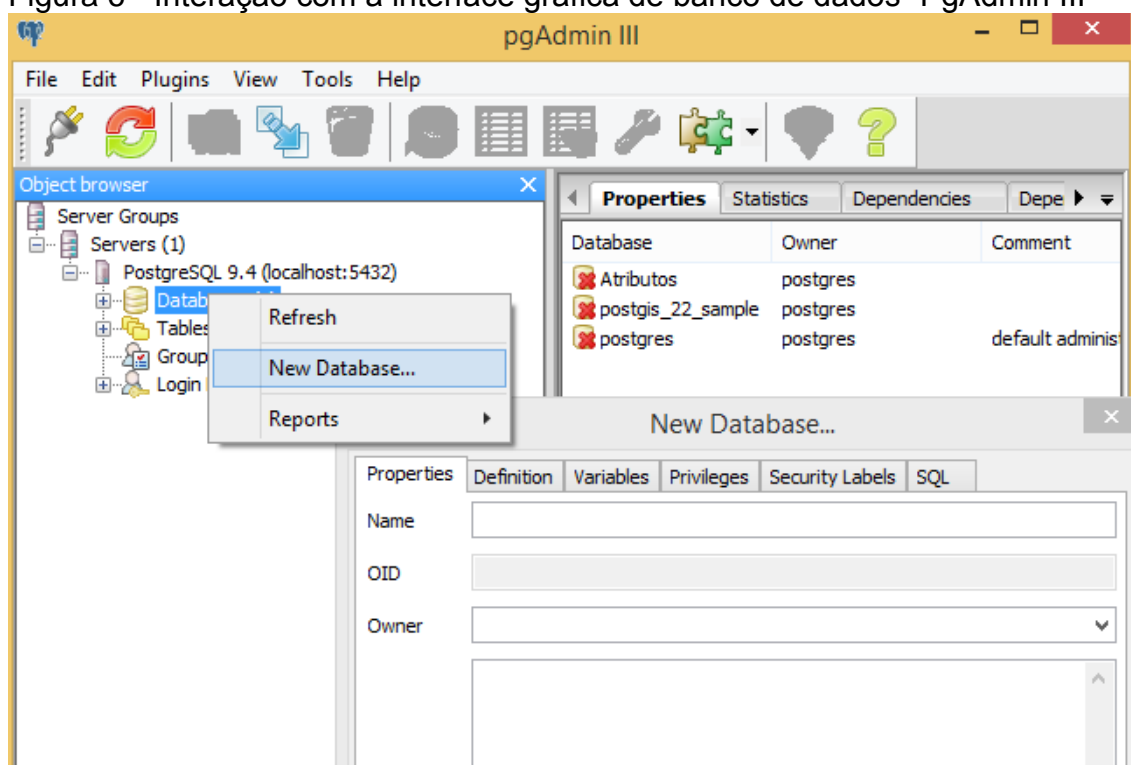 Figura 6 - Interação com a interface gráfica de banco de dados PgAdmin III
pgAdmin III
File Edit Plugins View Tools Help
Object browser
Server Groups
Servers (1)
PostgreSQL 9.4 (localhost:5432)
Tables
Login
Refresh
New Database...
Reports
Properties Statistics Dependencies
Database Owner Comment
Atributos postgres
postgis_22_sample postgres
postgres postgres default adminis
New Database...
Properties Definition Variables Privileges Security Labels SQL
Name
OID
Owner